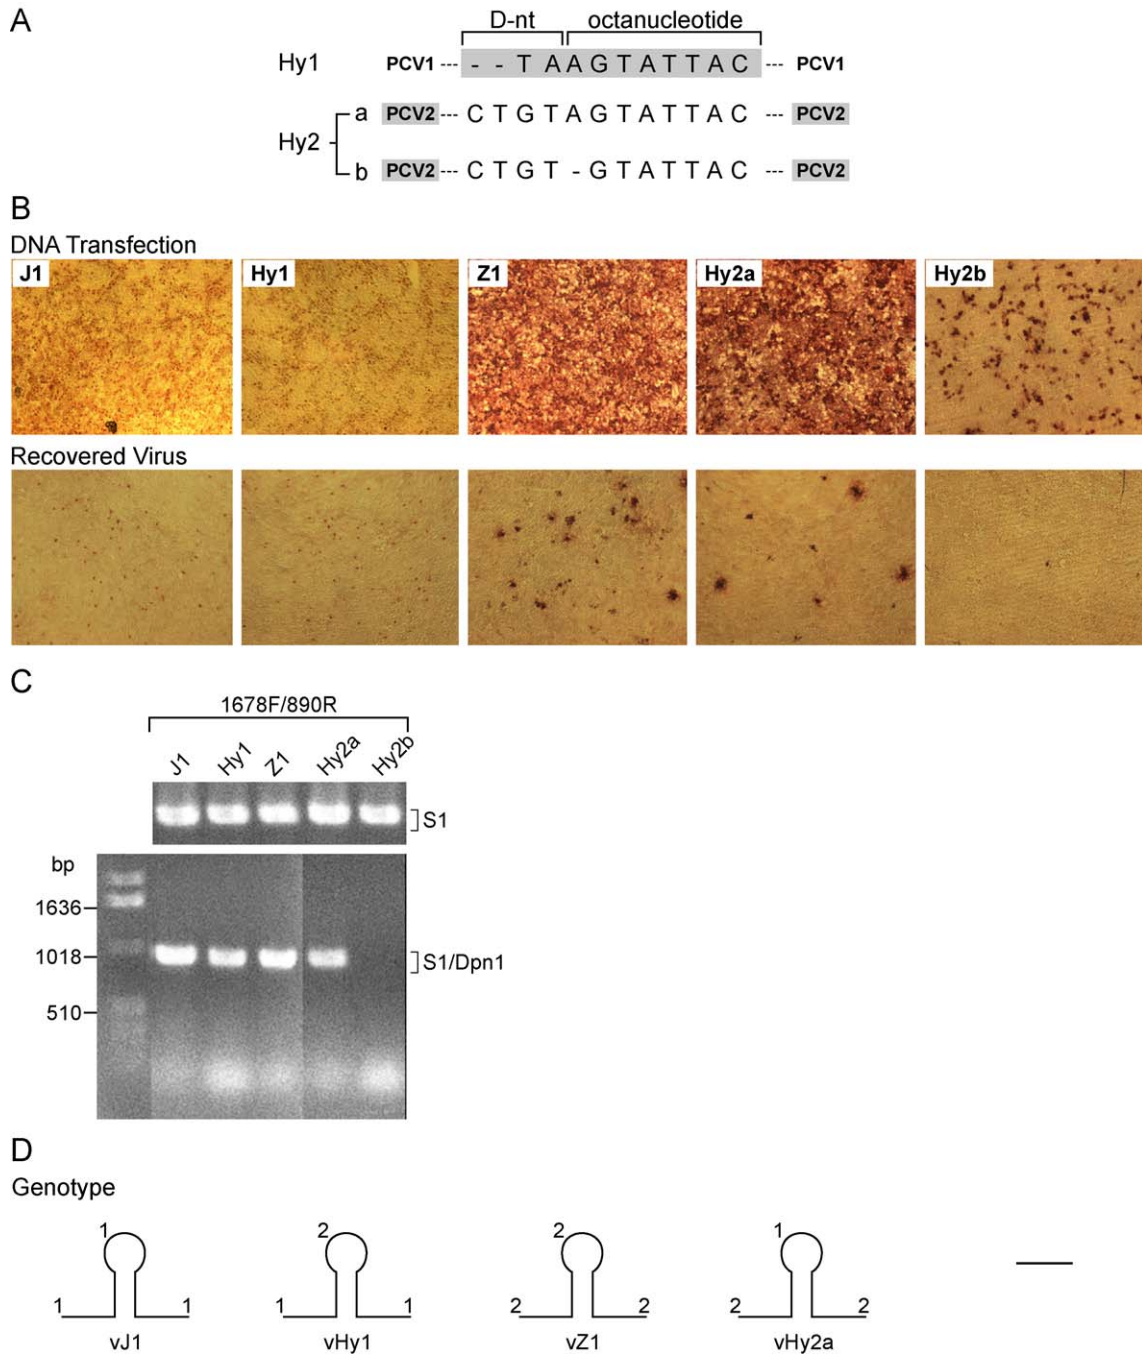 A
D-nt octanucleotide
Hy1 PCV1 --- - - T A A G T A T T A C --- PCV1
a PCV2 --- C T G T A G T A T T A C --- PCV2
Hy2
b PCV2 --- C T G T - G T A T T A C --- PCV2
B
DNA Transfection
J1 Hy1 Z1 Hy2a Hy2b
Recovered Virus
C
1678F/890R
J1 Hy1 Z1 Hy2a Hy2b
S1
bp
1636
1018 S1/Dpn1
510
D
Genotype
1 2 2 1
1 1 1 1 2 2 2 2
vJ1 vHy1 vZ1 vHy2a